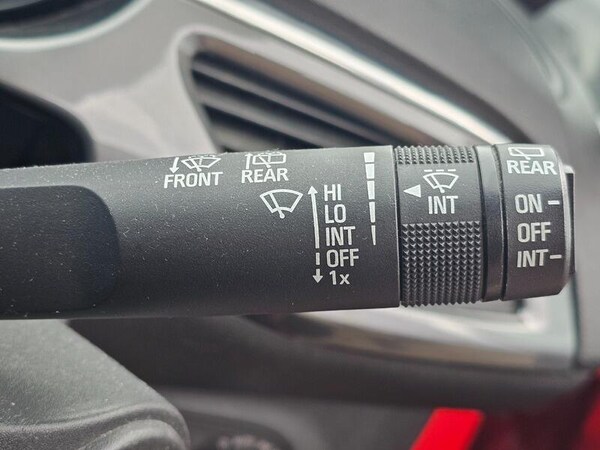 FRONT
REAR
HI
LO
INT
OFF
1x
INT
REAR
ON
OFF
INT